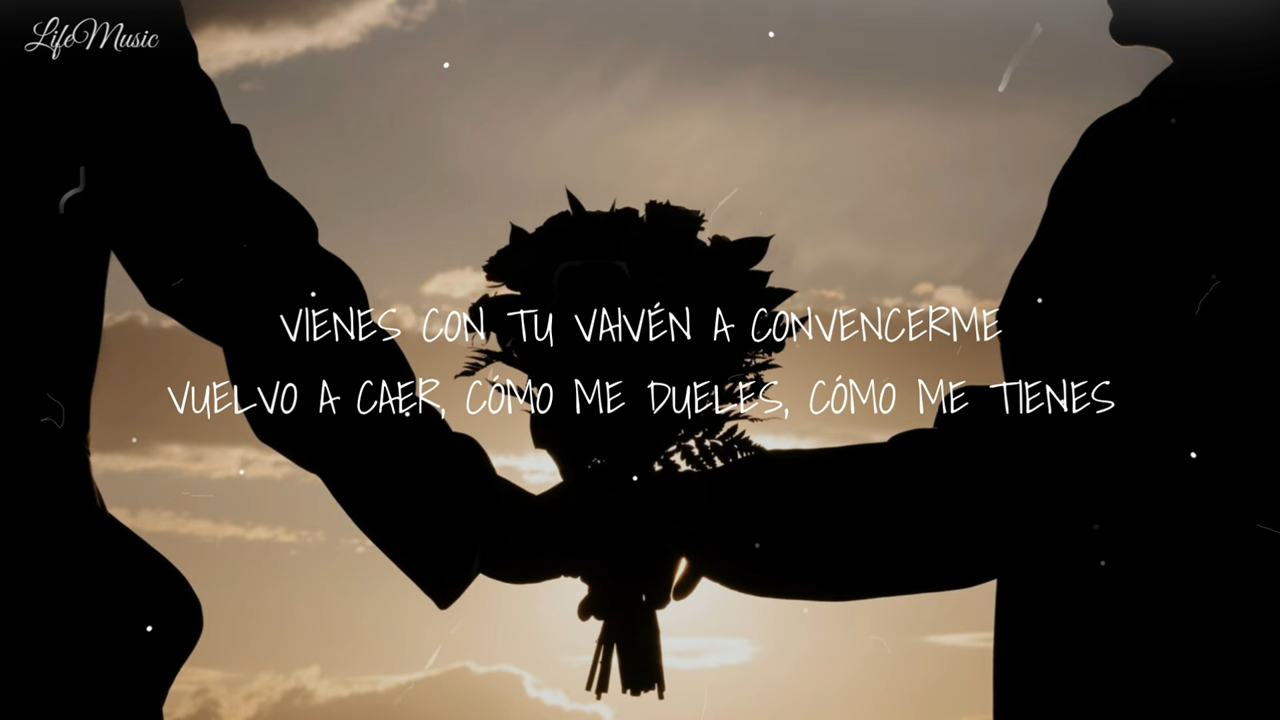 LifeMusic
VIENES CON TU VAIVÉN A CONVENCERME
VUELVO A CAER, CÓMO ME DUELES, CÓMO ME TIENES